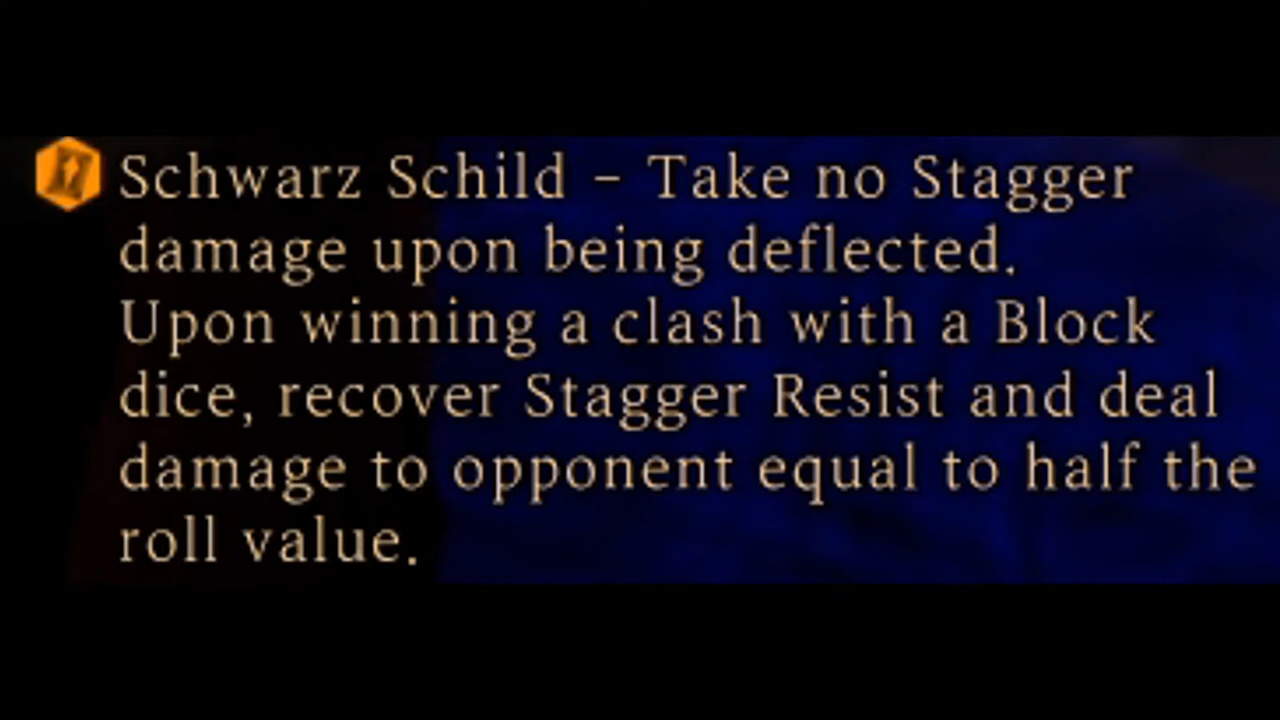 Schwarz Schild – Take no Stagger
damage upon being deflected.
Upon winning a clash with a Block
dice, recover Stagger Resist and deal
damage to opponent equal to half the
roll value.